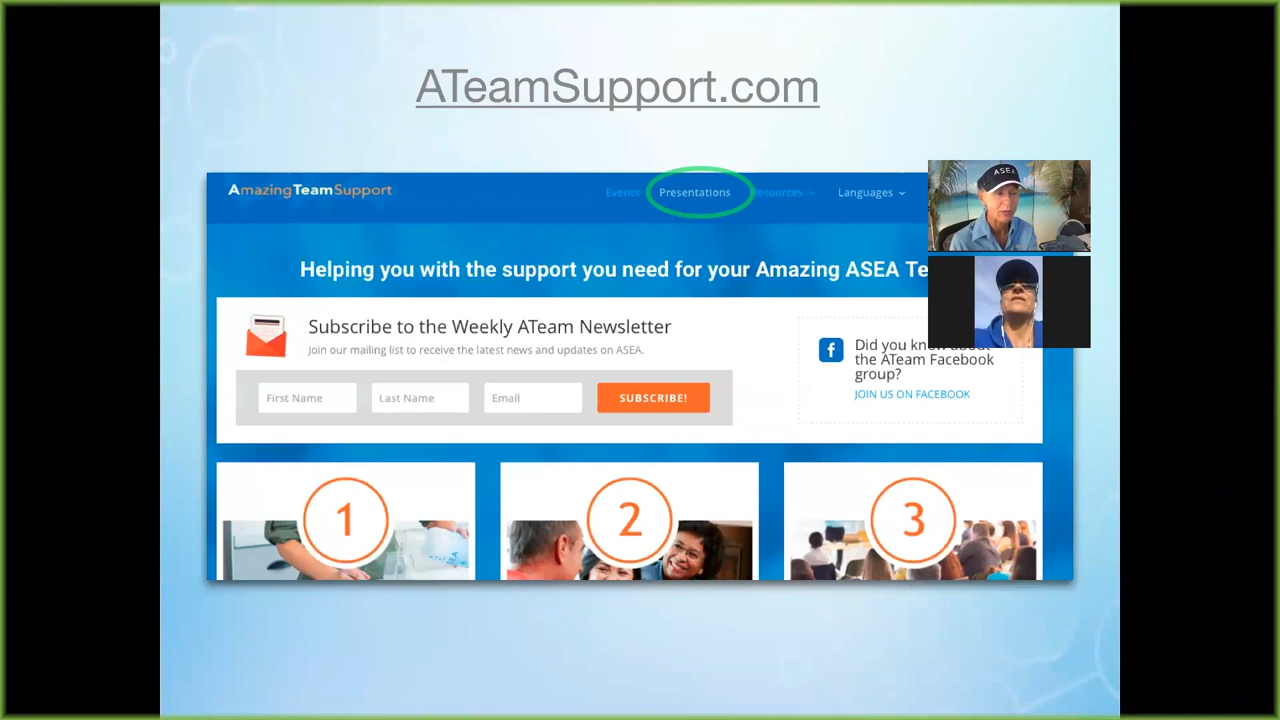 ATeamSupport.com
AmazingTeamSupport
Events Presentations Resources Languages
ASEA
Helping you with the support you need for your Amazing ASEA Te
Subscribe to the Weekly ATeam Newsletter
Join our mailing list to receive the latest news and updates on ASEA.
First Name Last Name Email SUBSCRIBE!
Did you know about
the ATeam Facebook
group?
JOIN US ON FACEBOOK
1 2 3